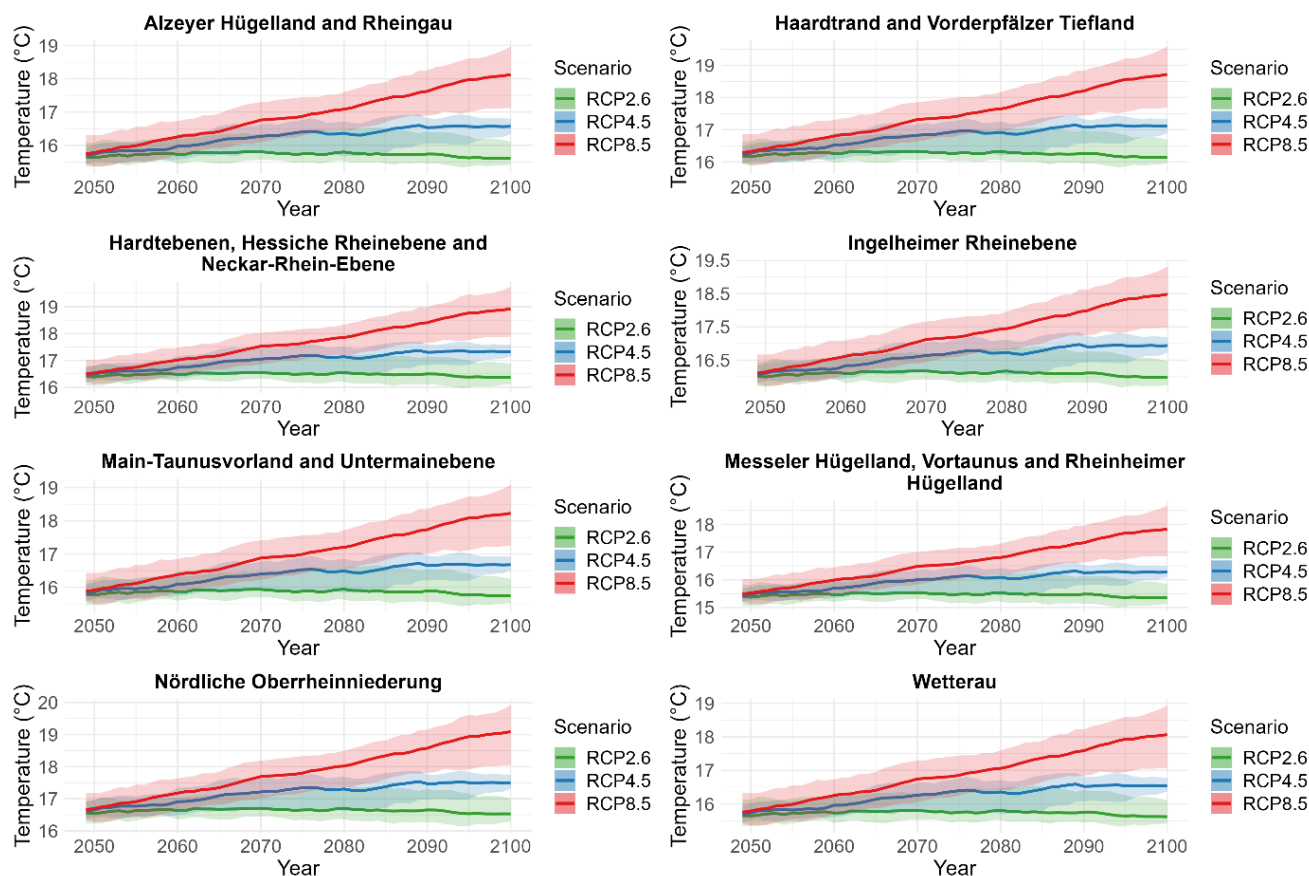 Alzeyer Hügelland and Rheingau
Temperature (°C)
19
18
17
16
2050 2060 2070 2080 2090 2100
Year
Scenario
RCP2.6
RCP4.5
RCP8.5
Haardtrand and Vorderpfälzer Tiefland
Temperature (°C)
19
18
17
16
2050 2060 2070 2080 2090 2100
Year
Scenario
RCP2.6
RCP4.5
RCP8.5
Hardtebenen, Hessiche Rheinebene and
Neckar-Rhein-Ebene
Temperature (°C)
19
18
17
16
2050 2060 2070 2080 2090 2100
Year
Scenario
RCP2.6
RCP4.5
RCP8.5
Ingelheimer Rheinebene
Temperature (°C)
19.5
18.5
17.5
16.5
2050 2060 2070 2080 2090 2100
Year
Scenario
RCP2.6
RCP4.5
RCP8.5
Main-Taunusvorland and Untermainebene
Temperature (°C)
19
18
17
16
2050 2060 2070 2080 2090 2100
Year
Scenario
RCP2.6
RCP4.5
RCP8.5
Messeler Hügelland, Vortaunus and Rheinheimer
Hügelland
Temperature (°C)
18
17
16
15
2050 2060 2070 2080 2090 2100
Year
Scenario
RCP2.6
RCP4.5
RCP8.5
Nördliche Oberrheinniederung
Temperature (°C)
20
19
18
17
16
2050 2060 2070 2080 2090 2100
Year
Scenario
RCP2.6
RCP4.5
RCP8.5
Wetterau
Temperature (°C)
19
18
17
16
2050 2060 2070 2080 2090 2100
Year
Scenario
RCP2.6
RCP4.5
RCP8.5